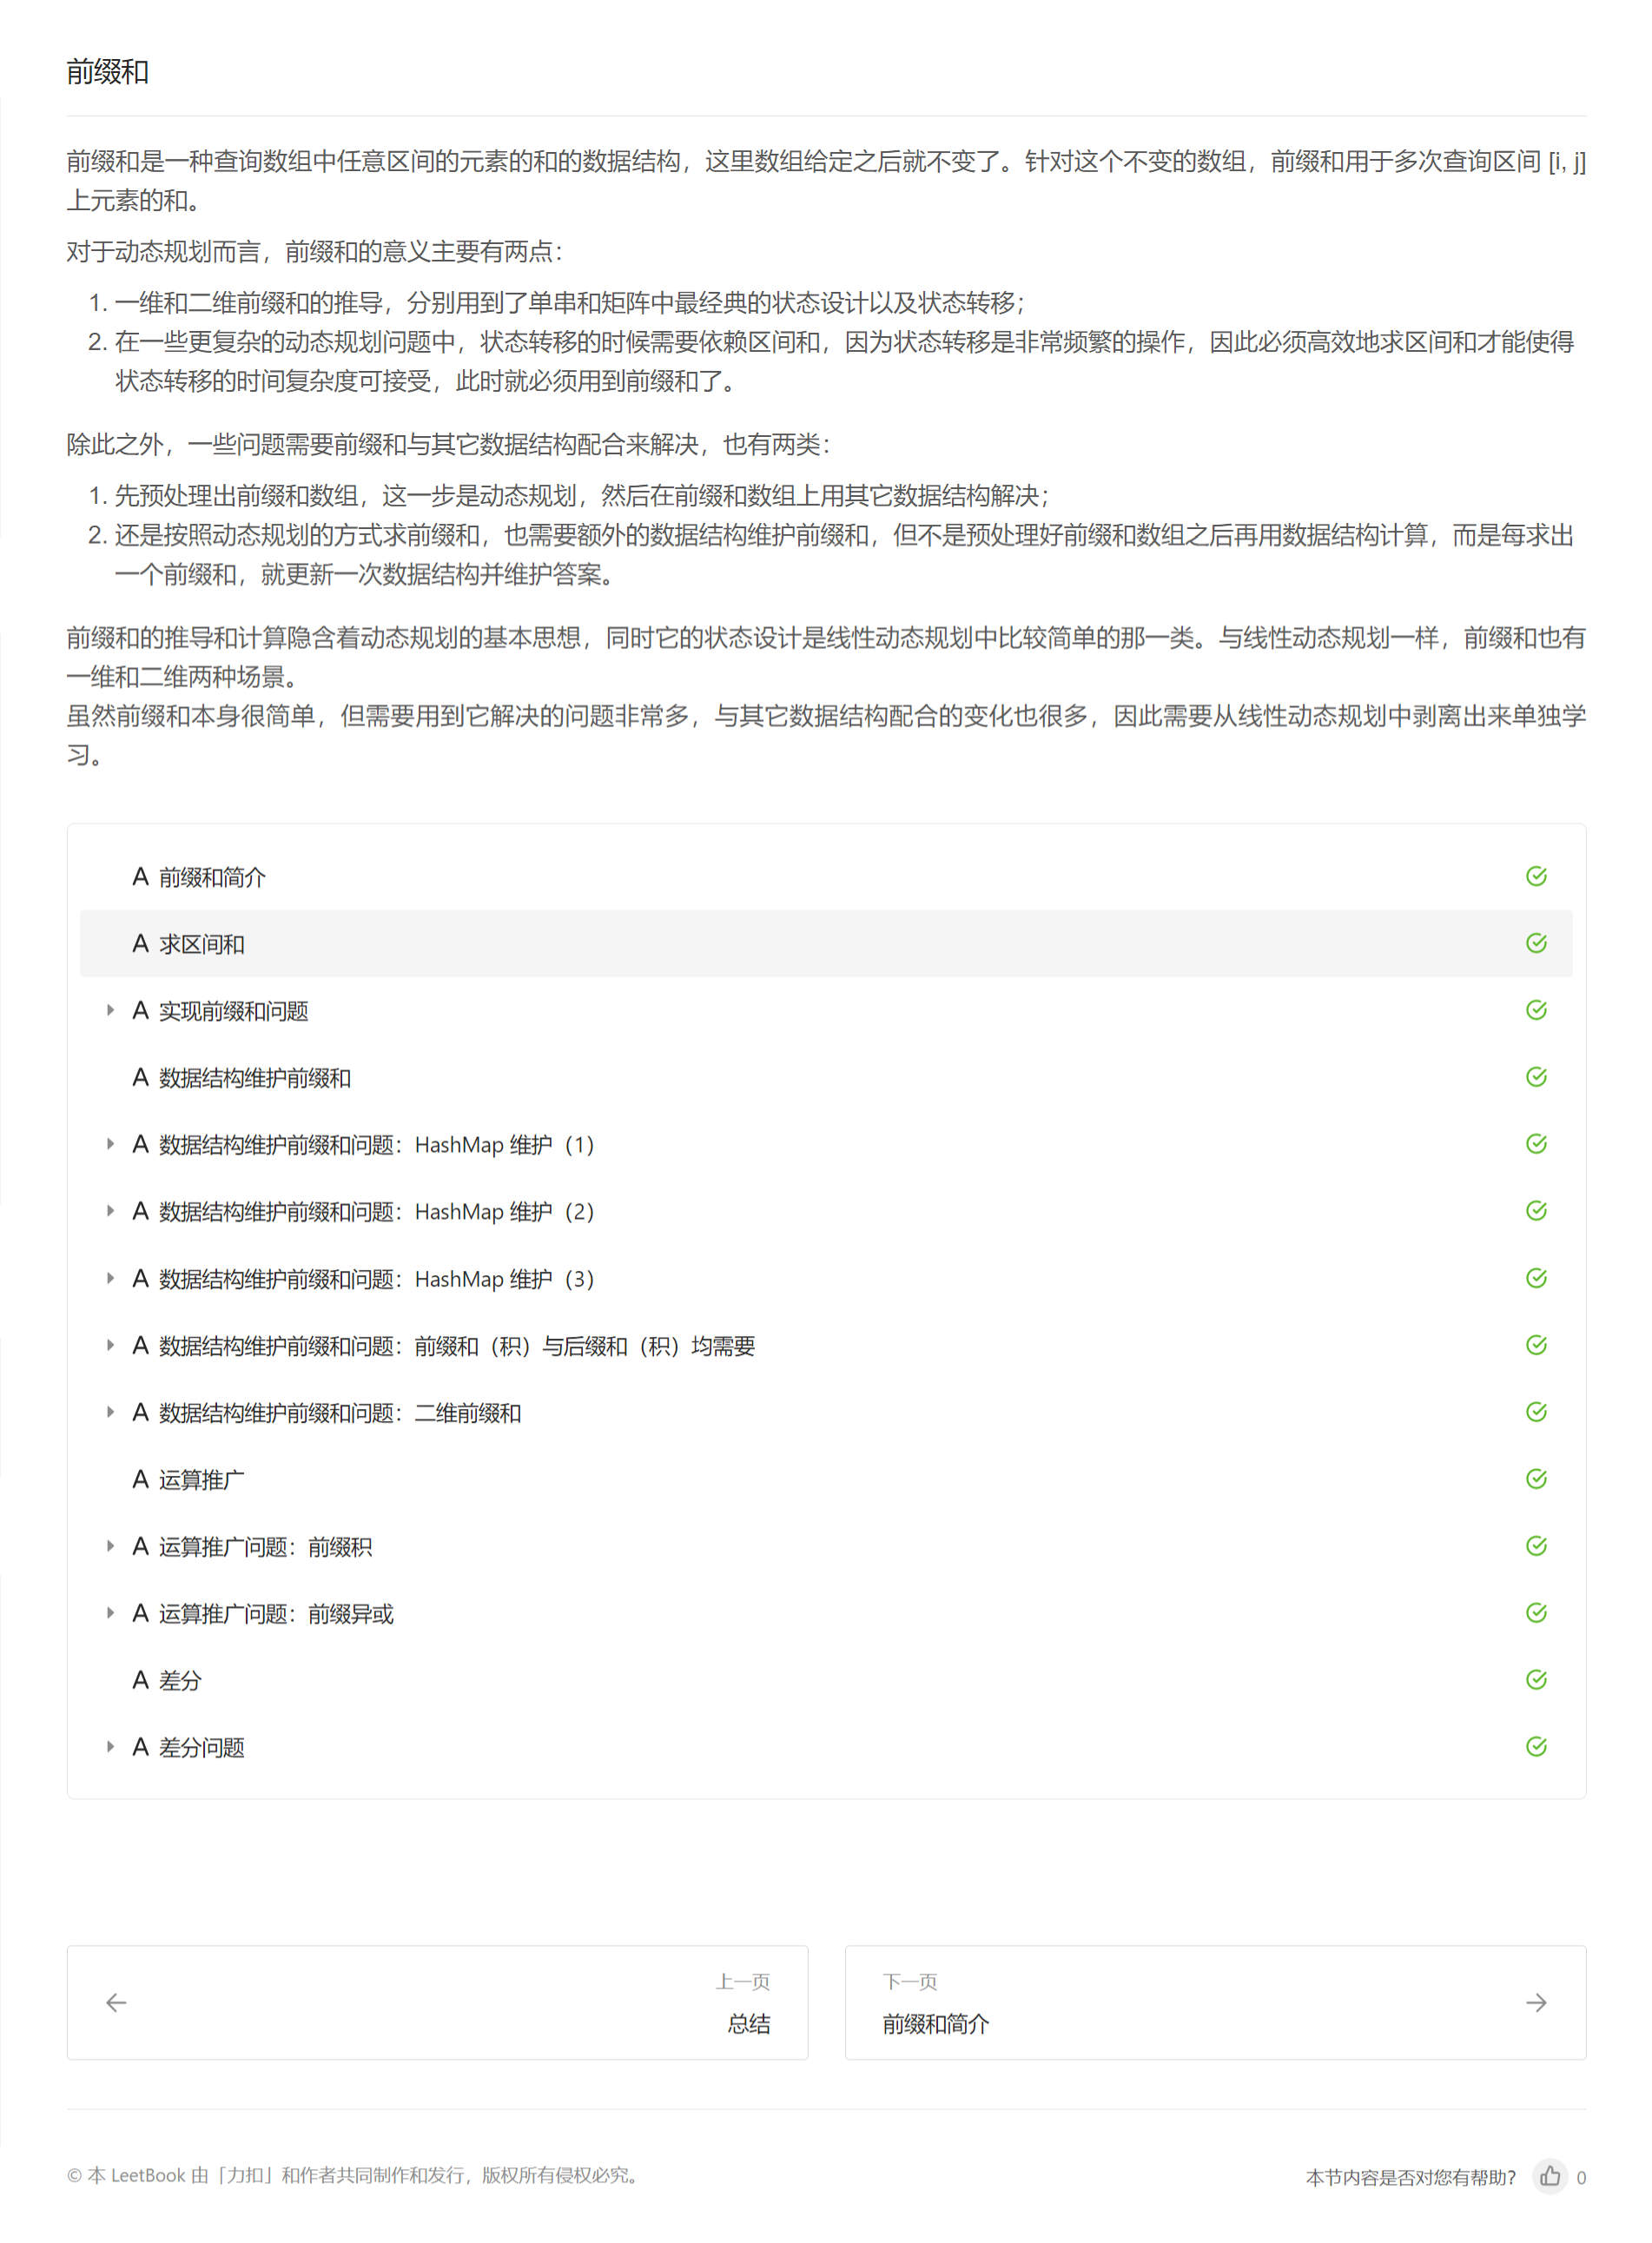 前缀和
前缀和是一种查询数组中任意区间的元素的和的数据结构，这里数组给定之后就不变了。针对这个不变的数组，前缀和用于多次查询区间 [i, j]
上元素的和。
对于动态规划而言，前缀和的意义主要有两点：
1. 一维和二维前缀和的推导，分别用到了单串和矩阵中最经典的状态设计以及状态转移；
2. 在一些更复杂的动态规划问题中，状态转移的时候需要依赖区间和，因为状态转移是非常频繁的操作，因此必须高效地求区间和才能使得
状态转移的时间复杂度可接受，此时就必须用到前缀和了。
除此之外，一些问题需要前缀和与其它数据结构配合来解决，也有两类：
1. 先预处理出前缀和数组，这一步是动态规划，然后在前缀和数组上用其它数据结构解决；
2. 还是按照动态规划的方式求前缀和，也需要额外的数据结构维护前缀和，但不是预处理好前缀和数组之后再用数据结构计算，而是每求出
一个前缀和，就更新一次数据结构并维护答案。
前缀和的推导和计算隐含着动态规划的基本思想，同时它的状态设计是线性动态规划中比较简单的那一类。与线性动态规划一样，前缀和也有
一维和二维两种场景。
虽然前缀和本身很简单，但需要用到它解决的问题非常多，与其它数据结构配合的变化也很多，因此需要从线性动态规划中剥离出来单独学
习。
A 前缀和简介
A 求区间和
A 实现前缀和问题
A 数据结构维护前缀和
A 数据结构维护前缀和问题：HashMap 维护（1）
A 数据结构维护前缀和问题：HashMap 维护（2）
A 数据结构维护前缀和问题：HashMap 维护（3）
A 数据结构维护前缀和问题：前缀和（积）与后缀和（积）均需要
A 数据结构维护前缀和问题：二维前缀和
A 运算推广
A 运算推广问题：前缀积
A 运算推广问题：前缀异或
A 差分
A 差分问题
上一页
总结
下一页
前缀和简介
© 本 LeetBook 由「力扣」和作者共同制作和发行，版权所有侵权必究。
本节内容是否对您有帮助？ 0